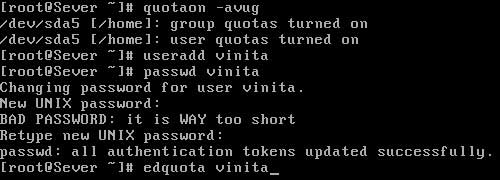 [root@Sever ~]# quotaon -avug
/dev/sda5 [/home]: group quotas turned on
/dev/sda5 [/home]: user quotas turned on
[root@Sever ~]# useradd vinita
[root@Sever ~]# passwd vinita
Changing password for user vinita.
New UNIX password:
BAD PASSWORD: it is WAY too short
Retype new UNIX password:
passwd: all authentication tokens updated successfully.
[root@Sever ~]# edquota vinita_